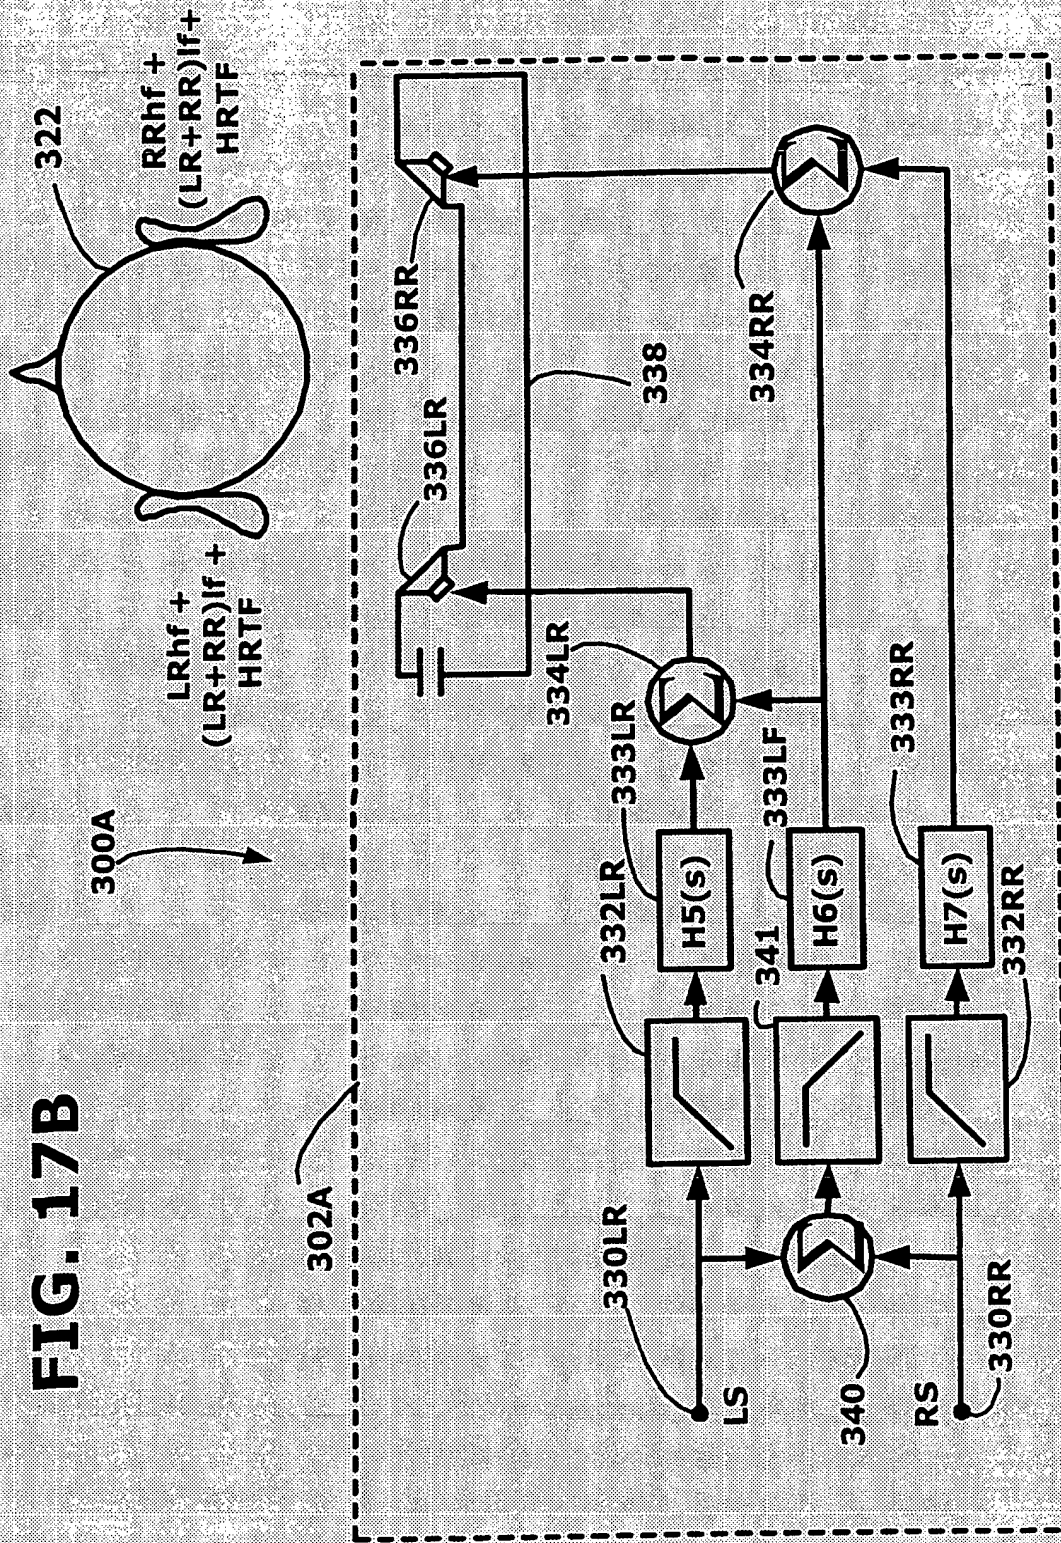 FIG. 17B
300A
302A
322
LRhf +
(LR+RR)lf +
HRTF
RRhf +
(LR+RR)lf+
HRTF
336LR
336RR
338
334LR
334RR
330LR
LS
332LR
333LR
H5(s)
340
341
333LF
H6(s)
RS
330RR
332RR
333RR
H7(s)
Σ
Σ
Σ